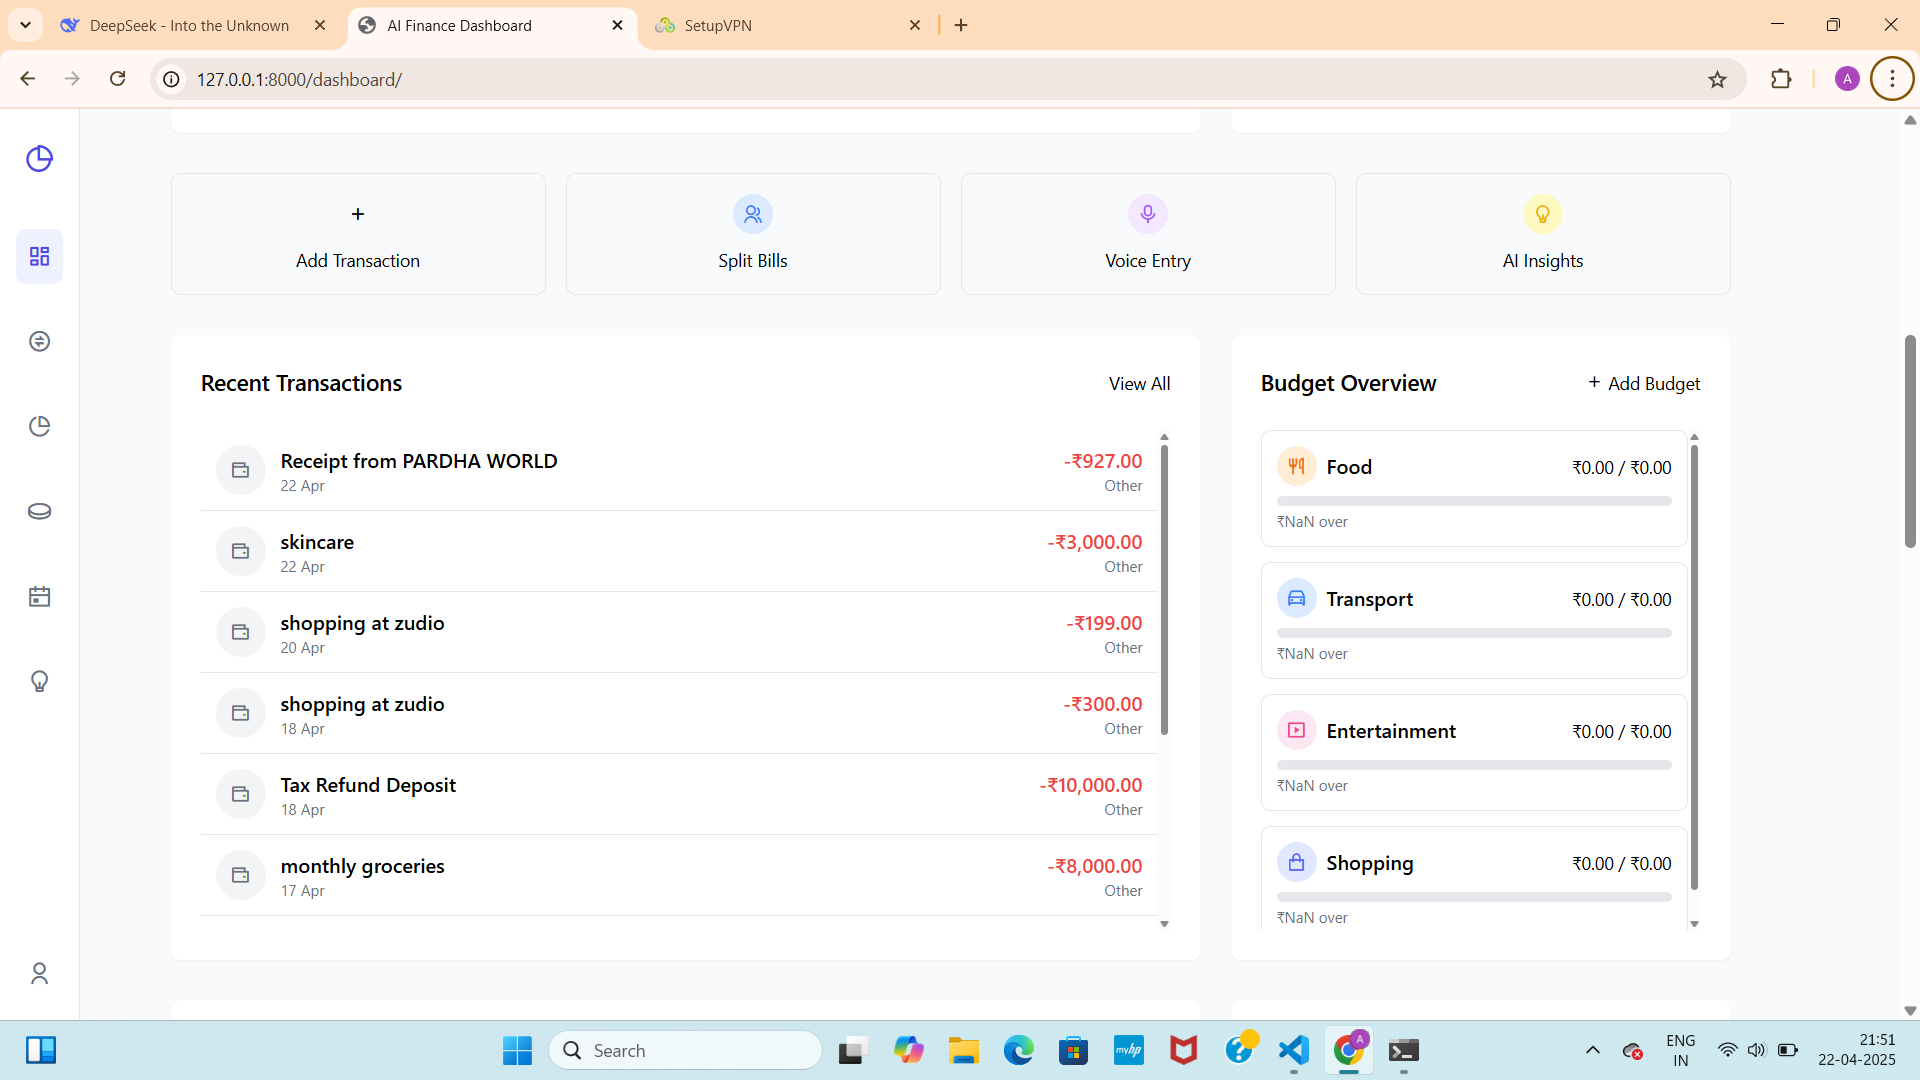 DeepSeek - Into the Unknown
AI Finance Dashboard
SetupVPN
127.0.0.1:8000/dashboard/
A
Add Transaction
Split Bills
Voice Entry
AI Insights
Recent Transactions
View All
Receipt from PARDHA WORLD
-₹927.00
22 Apr
Other
skincare
-₹3,000.00
22 Apr
Other
shopping at zudio
-₹199.00
20 Apr
Other
shopping at zudio
-₹300.00
18 Apr
Other
Tax Refund Deposit
-₹10,000.00
18 Apr
Other
monthly groceries
-₹8,000.00
17 Apr
Other
Budget Overview
+ Add Budget
Food
₹0.00 / ₹0.00
₹NaN over
Transport
₹0.00 / ₹0.00
₹NaN over
Entertainment
₹0.00 / ₹0.00
₹NaN over
Shopping
₹0.00 / ₹0.00
₹NaN over
Search
myhp
A
ENG
IN
21:51
22-04-2025